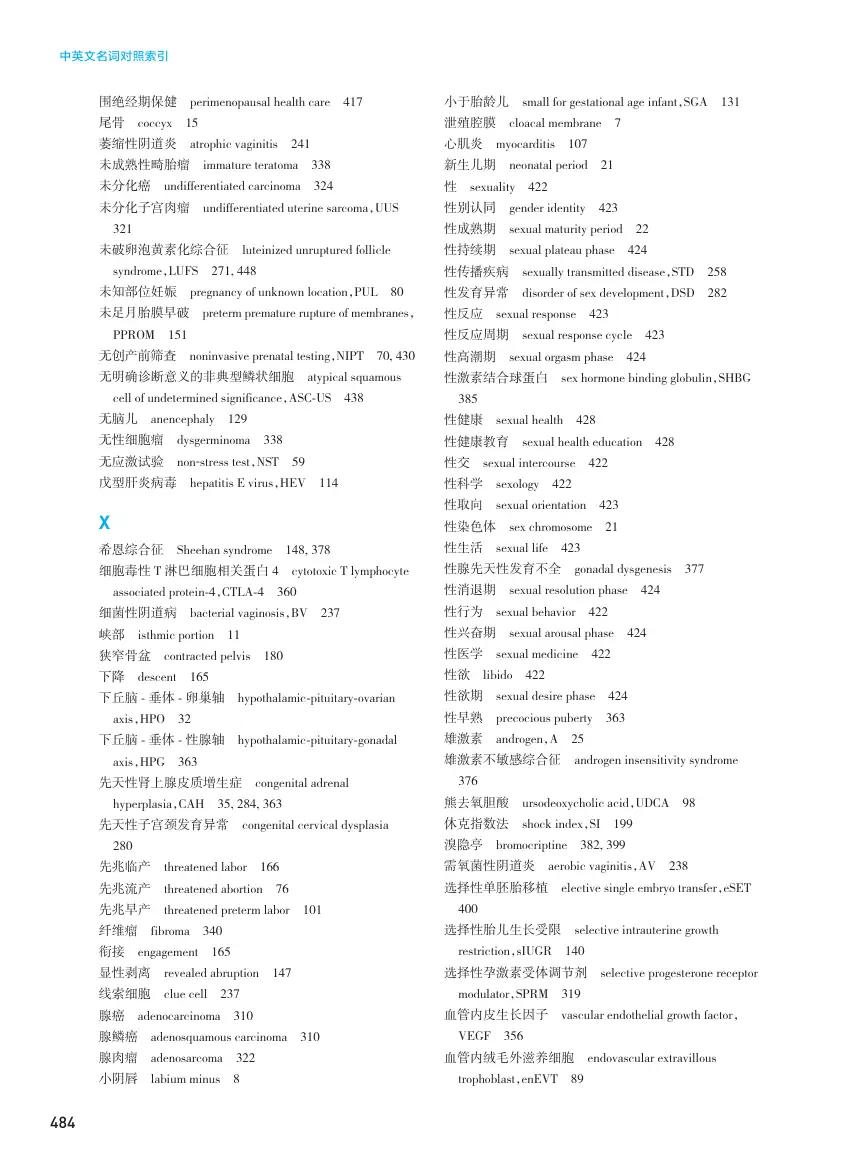 中英文名词对照索引
围绝经期保健 perimenopausal health care 417
尾骨 coccyx 15
萎缩性阴道炎 atrophic vaginitis 241
未成熟性畸胎瘤 immature teratoma 338
未分化癌 undifferentiated carcinoma 324
未分化子宫肉瘤 undifferentiated uterine sarcoma,UUS
321
未破卵泡黄素化综合征 luteinized unruptured follicle
syndrome,LUFS 271,448
未知部位妊娠 pregnancy of unknown location,PUL 80
未足月胎膜早破 preterm premature rupture of membranes,
PPROM 151
无创产前筛查 noninvasive prenatal testing,NIPT 70,430
无明确诊断意义的非典型鳞状细胞 atypical squamous
cell of undetermined significance,ASC-US 438
无脑儿 anencephaly 129
无性细胞瘤 dysgerminoma 338
无应激试验 non-stress test,NST 59
戊型肝炎病毒 hepatitis E virus,HEV 114
X
希恩综合征 Sheehan syndrome 148,378
细胞毒性 T 淋巴细胞相关蛋白 4 cytotoxic T lymphocyte
associated protein-4,CTLA-4 360
细菌性阴道病 bacterial vaginosis,BV 237
峡部 isthmic portion 11
狭窄骨盆 contracted pelvis 180
下降 descent 165
下丘脑 - 垂体 - 卵巢轴 hypothalamic-pituitary-ovarian
axis,HPO 32
下丘脑 - 垂体 - 性腺轴 hypothalamic-pituitary-gonadal
axis,HPG 363
先天性肾上腺皮质增生症 congenital adrenal
hyperplasia,CAH 35,284,363
先天性子宫颈发育异常 congenital cervical dysplasia
280
先兆临产 threatened labor 166
先兆流产 threatened abortion 76
先兆早产 threatened preterm labor 101
纤维瘤 fibroma 340
衔接 engagement 165
显性剥离 revealed abruption 147
线索细胞 clue cell 237
腺癌 adenocarcinoma 310
腺鳞癌 adenosquamous carcinoma 310
腺肉瘤 adenosarcoma 322
小阴唇 labium minus 8
小于胎龄儿 small for gestational age infant,SGA 131
泄殖腔膜 cloacal membrane 7
心肌炎 myocarditis 107
新生儿期 neonatal period 21
性 sexuality 422
性别认同 gender identity 423
性成熟期 sexual maturity period 22
性持续期 sexual plateau phase 424
性传播疾病 sexually transmitted disease,STD 258
性发育异常 disorder of sex development,DSD 282
性反应 sexual response 423
性反应周期 sexual response cycle 423
性高潮期 sexual orgasm phase 424
性激素结合球蛋白 sex hormone binding globulin,SHBG
385
性健康 sexual health 428
性健康教育 sexual health education 428
性交 sexual intercourse 422
性科学 sexology 422
性取向 sexual orientation 423
性染色体 sex chromosome 21
性生活 sexual life 423
性腺先天性发育不全 gonadal dysgenesis 377
性消退期 sexual resolution phase 424
性行为 sexual behavior 422
性兴奋期 sexual arousal phase 424
性医学 sexual medicine 422
性欲 libido 422
性欲期 sexual desire phase 424
性早熟 precocious puberty 363
雄激素 androgen,A 25
雄激素不敏感综合征 androgen insensitivity syndrome
376
熊去氧胆酸 ursodeoxycholic acid,UDCA 98
休克指数法 shock index,SI 199
溴隐亭 bromocriptine 382,399
需氧菌性阴道炎 aerobic vaginitis,AV 238
选择性单胚胎移植 elective single embryo transfer,eSET
400
选择性胎儿生长受限 selective intrauterine growth
restriction,sIUGR 140
选择性孕激素受体调节剂 selective progesterone receptor
modulator,SPRM 319
血管内皮生长因子 vascular endothelial growth factor,
VEGF 356
血管内绒毛外滋养细胞 endovascular extravillous
trophoblast,enEVT 89
484